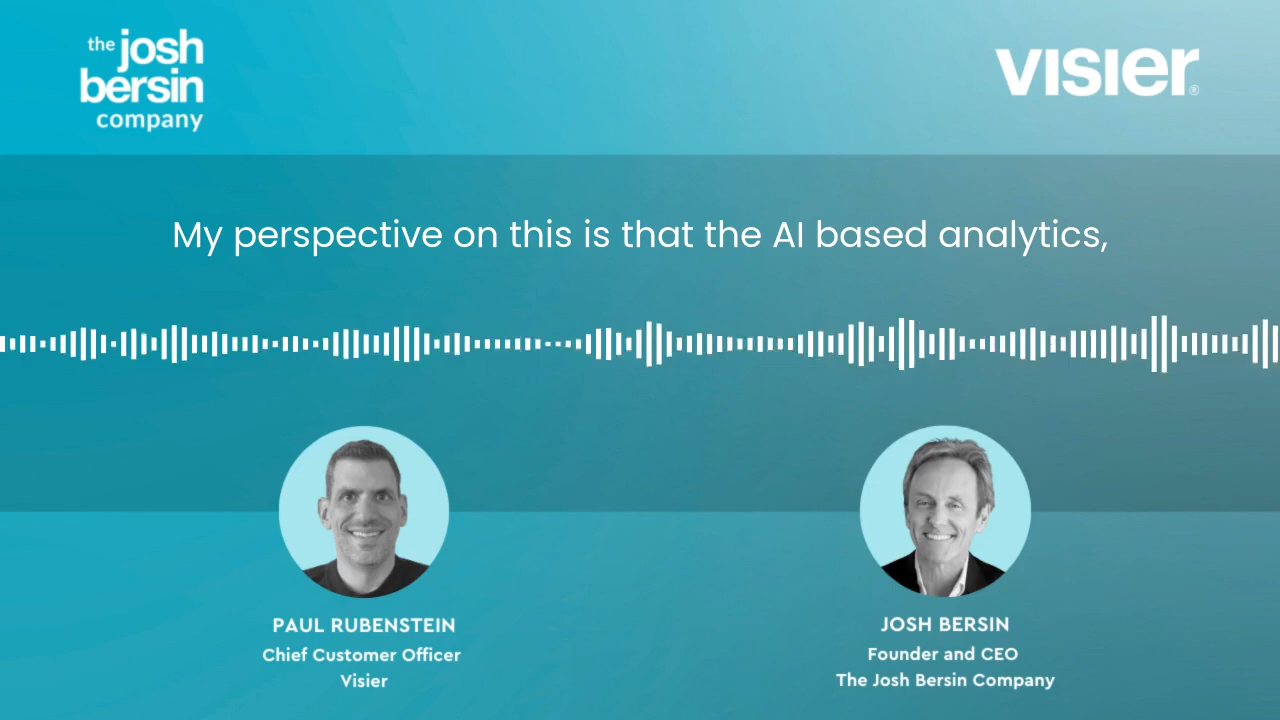 the josh
bersin
company
visier®
My perspective on this is that the AI based analytics,
PAUL RUBENSTEIN
Chief Customer Officer
Visier
JOSH BERSIN
Founder and CEO
The Josh Bersin Company